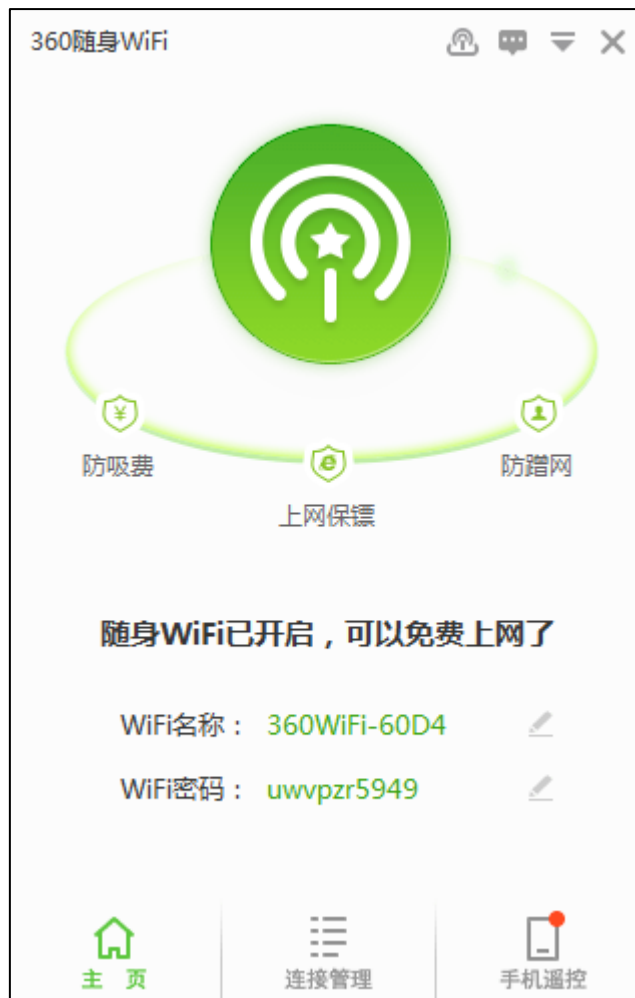 360随身WiFi
防吸费
防蹭网
上网保镖
随身WiFi已开启，可以免费上网了
WiFi名称： 360WiFi-60D4
WiFi密码： uwvpzr5949
主 页 连接管理 手机遥控